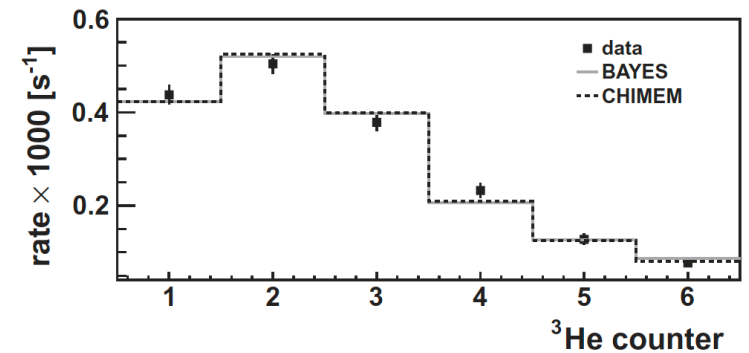 0.6
0.4
0.2
rate × 1000 [s⁻¹]
data
BAYES
CHIMEM
1 2 3 4 5 6
³He counter